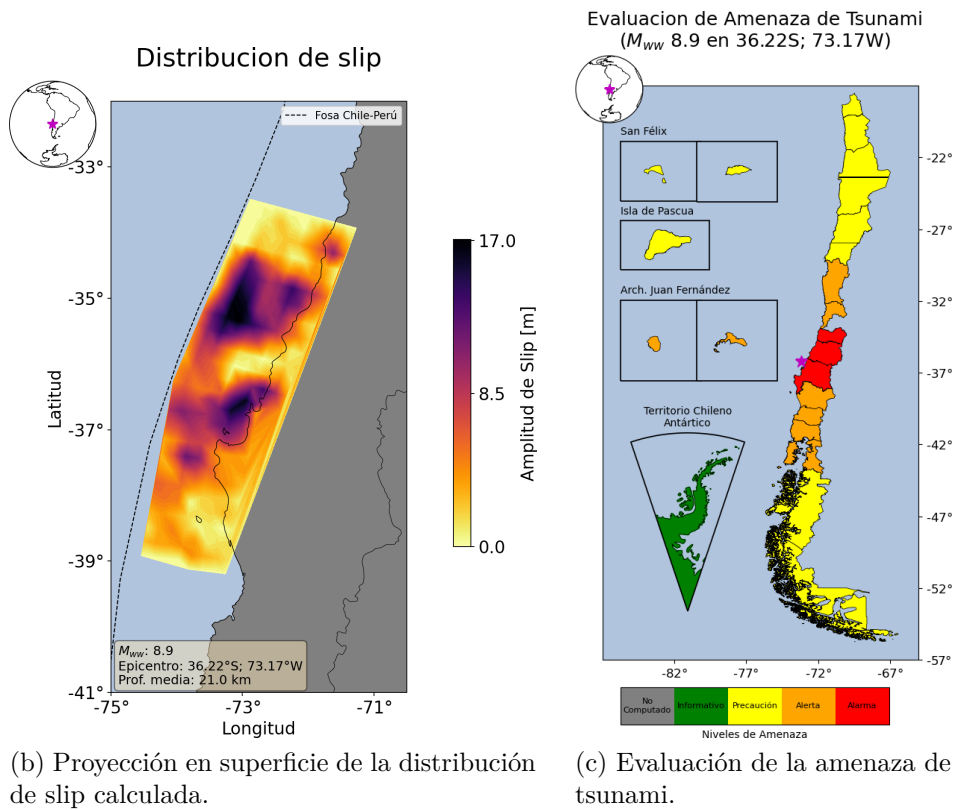 Distribucion de slip
Fosa Chile-Perú
-33°
-35°
-37°
-39°
-41°
-75
-73°
-71°
Latitud
Longitud
M_ww: 8.9
Epicentro: 36.22°S; 73.17°W
Prof. media: 21.0 km
17.0
8.5
0.0
Amplitud de Slip [m]
(b) Proyección en superficie de la distribución
de slip calculada.
Evaluacion de Amenaza de Tsunami
(M_ww 8.9 en 36.22S; 73.17W)
San Félix
Isla de Pascua
Arch. Juan Fernández
Territorio Chileno
Antártico
-22°
-27°
-32°
-37°
-42°
-47°
-52°
-57°
-82°
-77°
-72°
-67°
No
Computado
Informativo
Precaución
Alerta
Alarma
Niveles de Amenaza
(c) Evaluación de la amenaza de
tsunami.